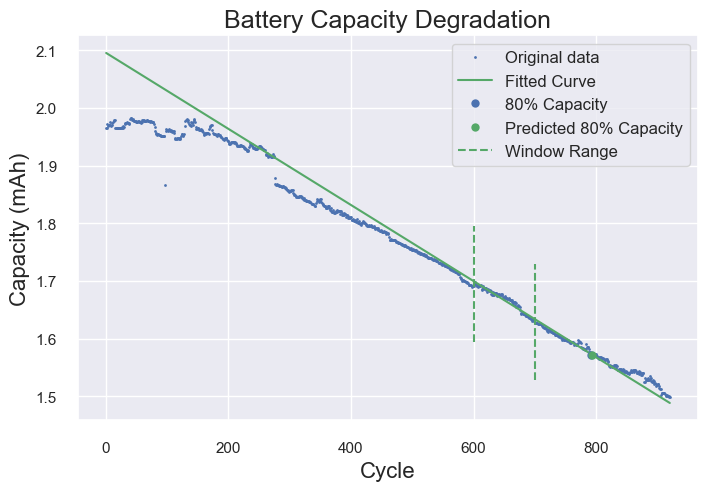 Battery Capacity Degradation
Original data
Fitted Curve
80% Capacity
Predicted 80% Capacity
Window Range
Capacity (mAh)
2.1
2.0
1.9
1.8
1.7
1.6
1.5
0 200 400 600 800
Cycle